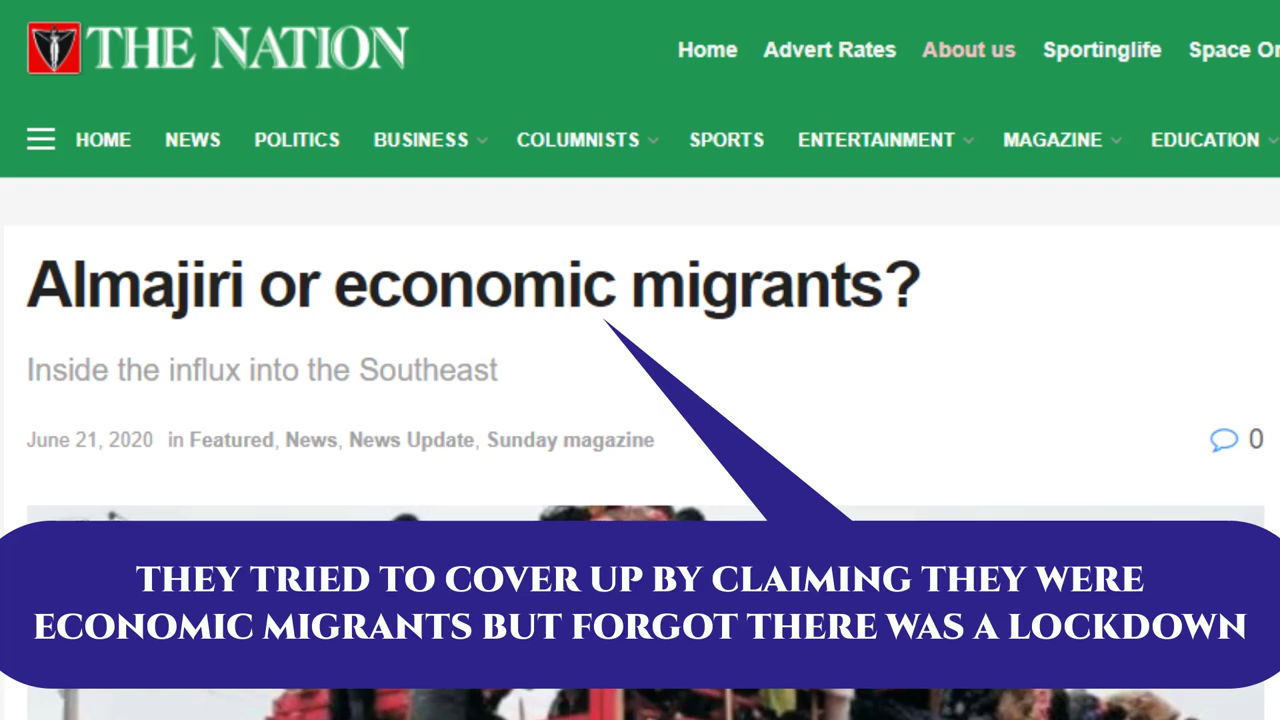 THE NATION
Home Advert Rates About us Sportinglife Space
HOME NEWS POLITICS BUSINESS COLUMNISTS SPORTS ENTERTAINMENT MAGAZINE EDUCATION
Almajiri or economic migrants?
Inside the influx into the Southeast
June 21, 2020 in Featured, News, News Update, Sunday magazine 0
THEY TRIED TO COVER UP BY CLAIMING THEY WERE
ECONOMIC MIGRANTS BUT FORGOT THERE WAS A LOCKDOWN